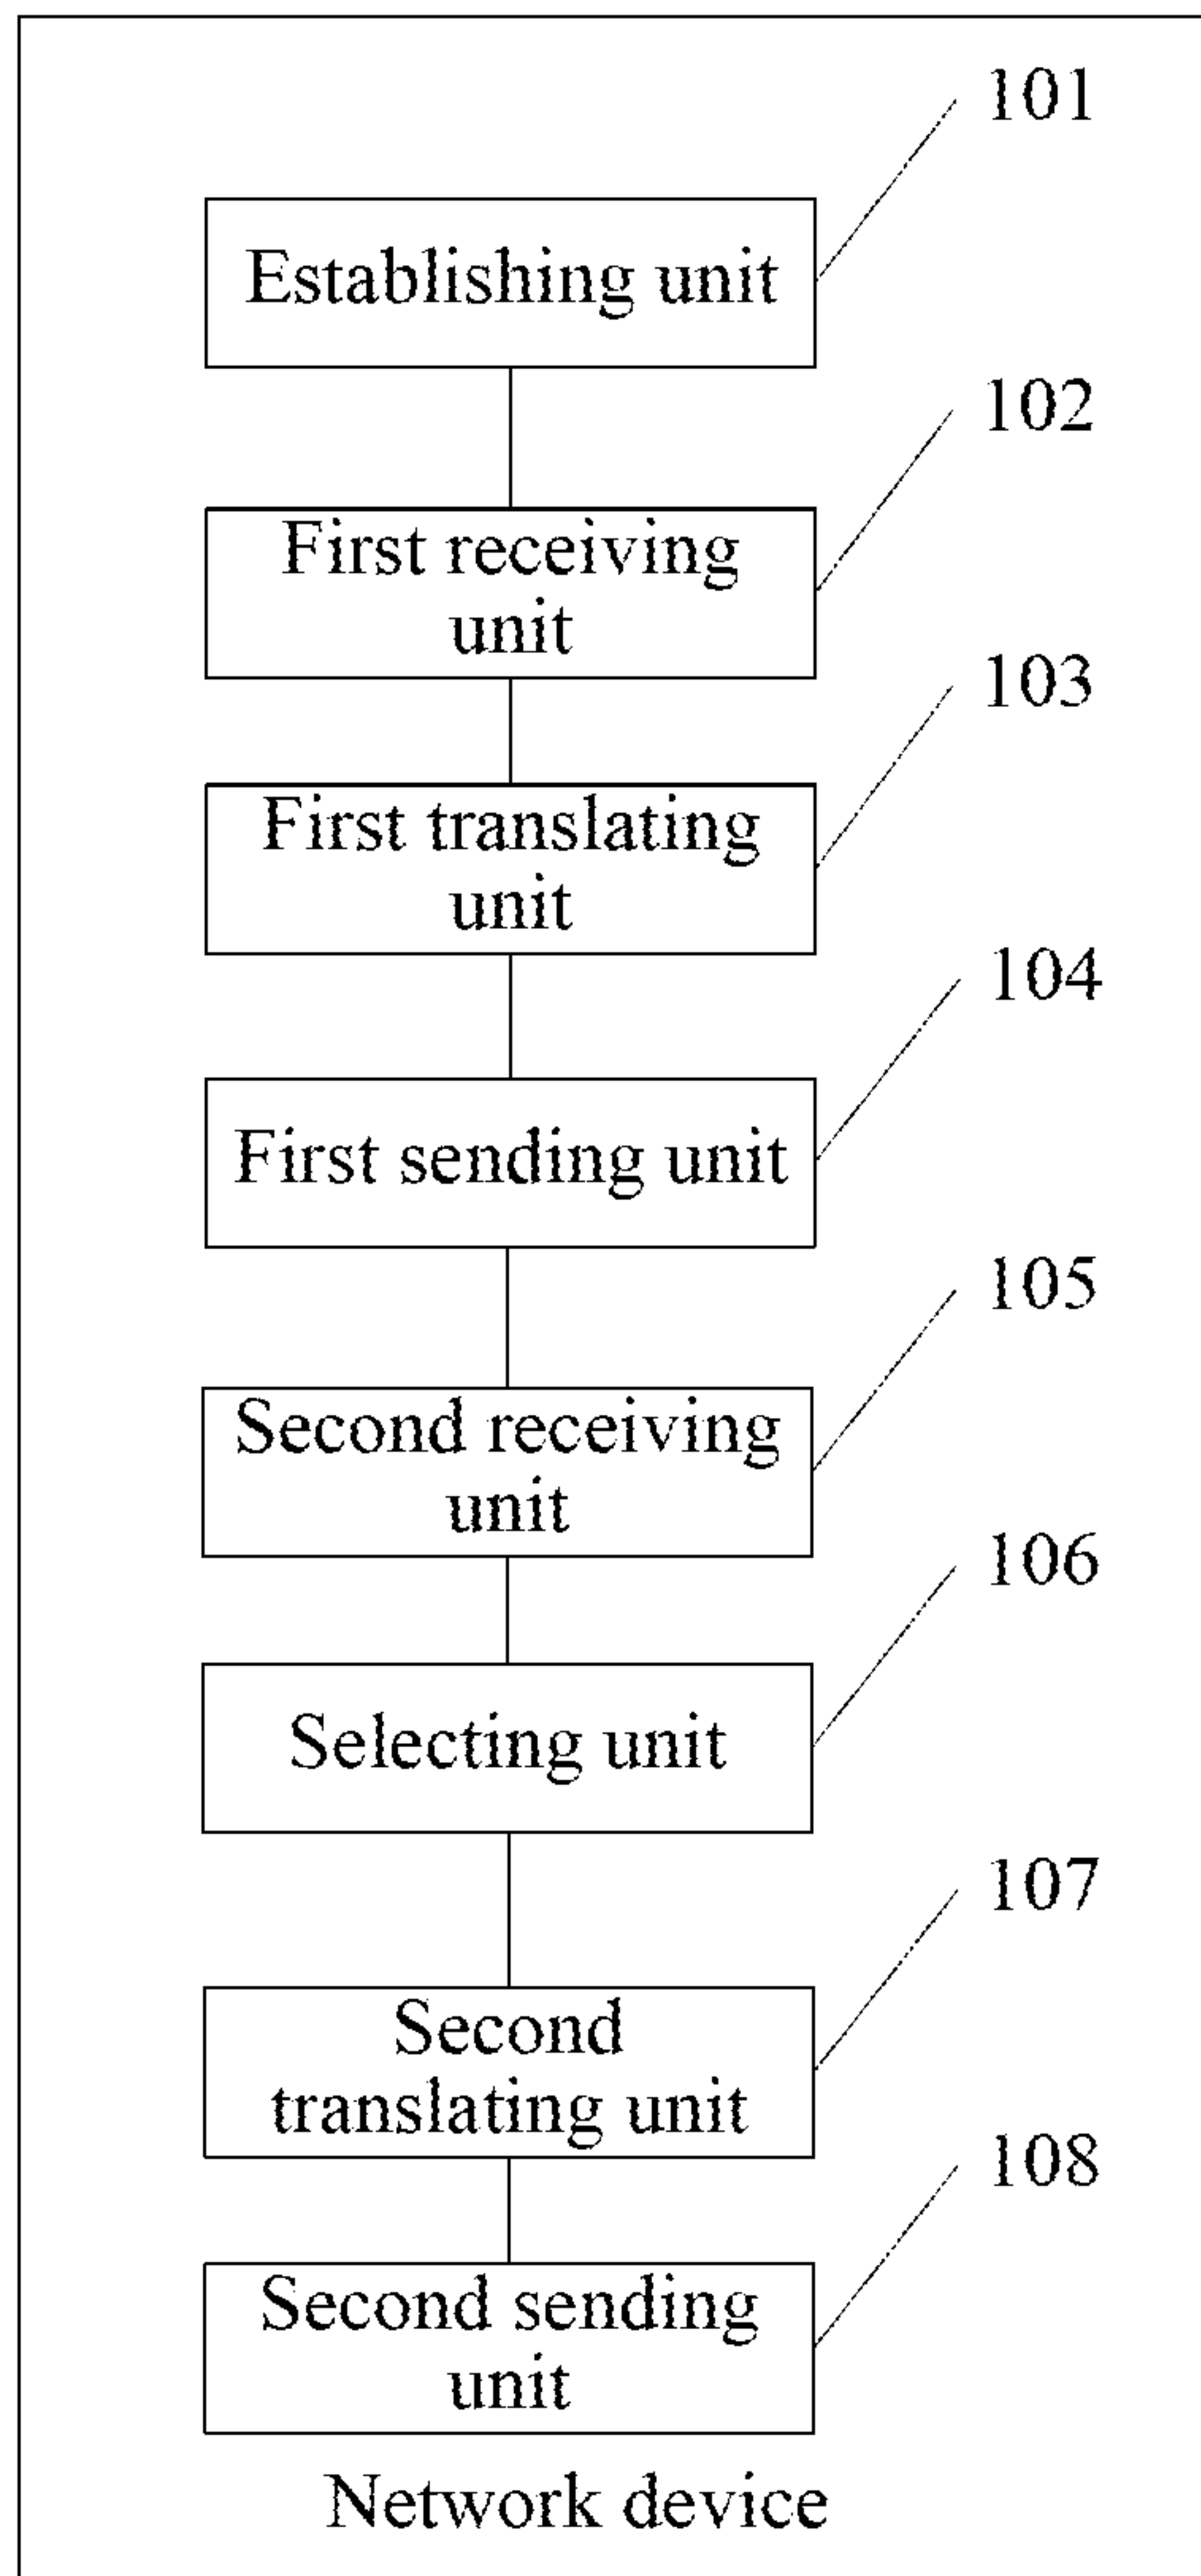 101
Establishing unit
102
First receiving
unit
103
First translating
unit
104
First sending unit
105
Second receiving
unit
106
Selecting unit
107
Second
translating unit
108
Second sending
unit
Network device